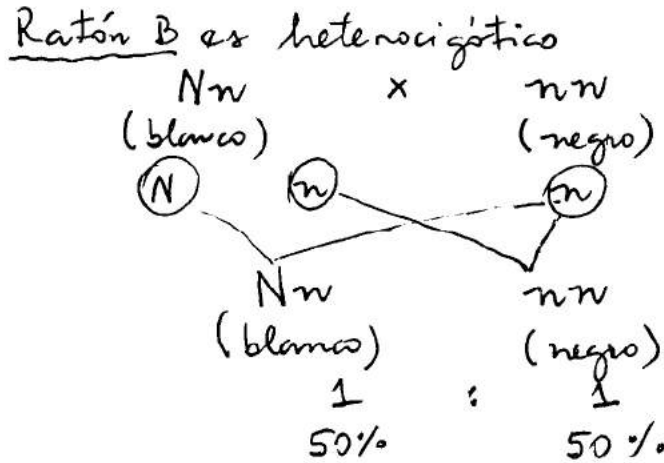 Ratón B es heterocigótico
Nn x nn
(blanco) (negro)
N n n
Nn nn
(blanco) (negro)
1 : 1
50% 50%